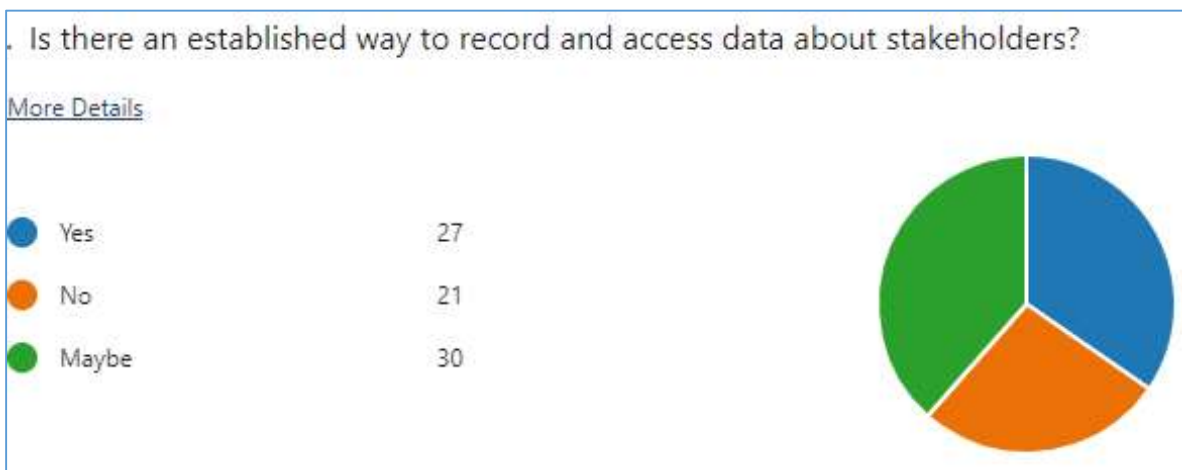 . Is there an established way to record and access data about stakeholders?
More Details
Yes 27
No 21
Maybe 30